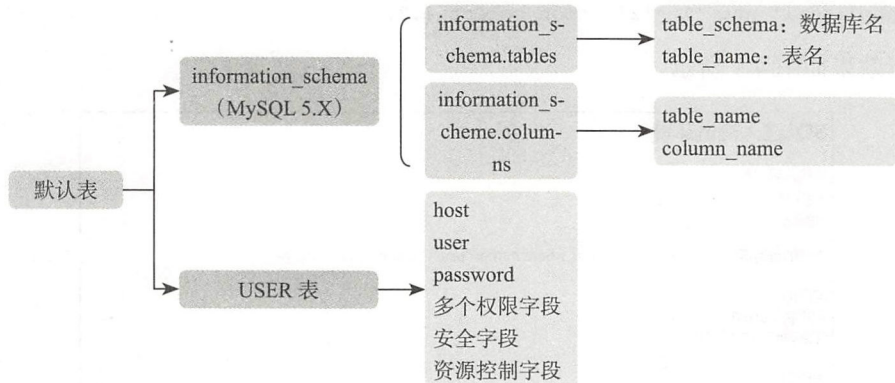 默认表
information_schema
（MySQL 5.X）
information_s-
chema.tables
table_schema：数据库名
table_name：表名
information_s-
cheme.colum-
ns
table_name
column_name
USER 表
host
user
password
多个权限字段
安全字段
资源控制字段